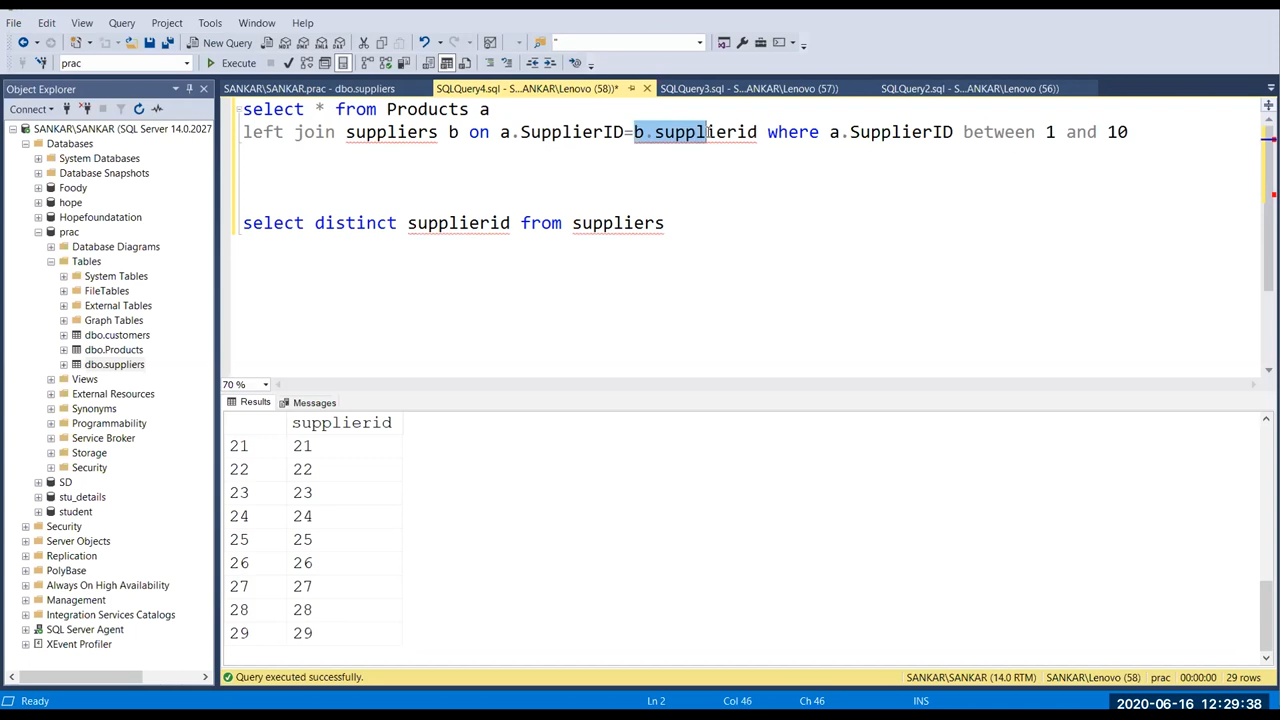 File Edit View Query Project Tools Window Help
New Query
prac Execute
Object Explorer
Connect
SANKAR\SANKAR (SQL Server 14.0.2027
Databases
System Databases
Database Snapshots
Foody
hope
Hopefoundatation
prac
Database Diagrams
Tables
System Tables
FileTables
External Tables
Graph Tables
dbo.customers
dbo.Products
dbo.suppliers
Views
External Resources
Synonyms
Programmability
Service Broker
Storage
Security
SD
stu_details
student
Security
Server Objects
Replication
PolyBase
Always On High Availability
Management
Integration Services Catalogs
SQL Server Agent
XEvent Profiler
SANKAR\SANKAR.prac - dbo.suppliers SQLQuery4.sql - S...ANKAR\Lenovo (58))* SQLQuery3.sql - S...ANKAR\Lenovo (57)) SQLQuery2.sql - S...ANKAR\Lenovo (56))
select * from Products a
left join suppliers b on a.SupplierID=b.supplierid where a.SupplierID between 1 and 10
select distinct supplierid from suppliers
70 %
Results Messages
supplierid
21 21
22 22
23 23
24 24
25 25
26 26
27 27
28 28
29 29
Query executed successfully. SANKAR\SANKAR (14.0 RTM) SANKAR\Lenovo (58) prac 00:00:00 29 rows
Ready Ln 2 Col 46 Ch 46 INS
2020-06-16 12:29:38